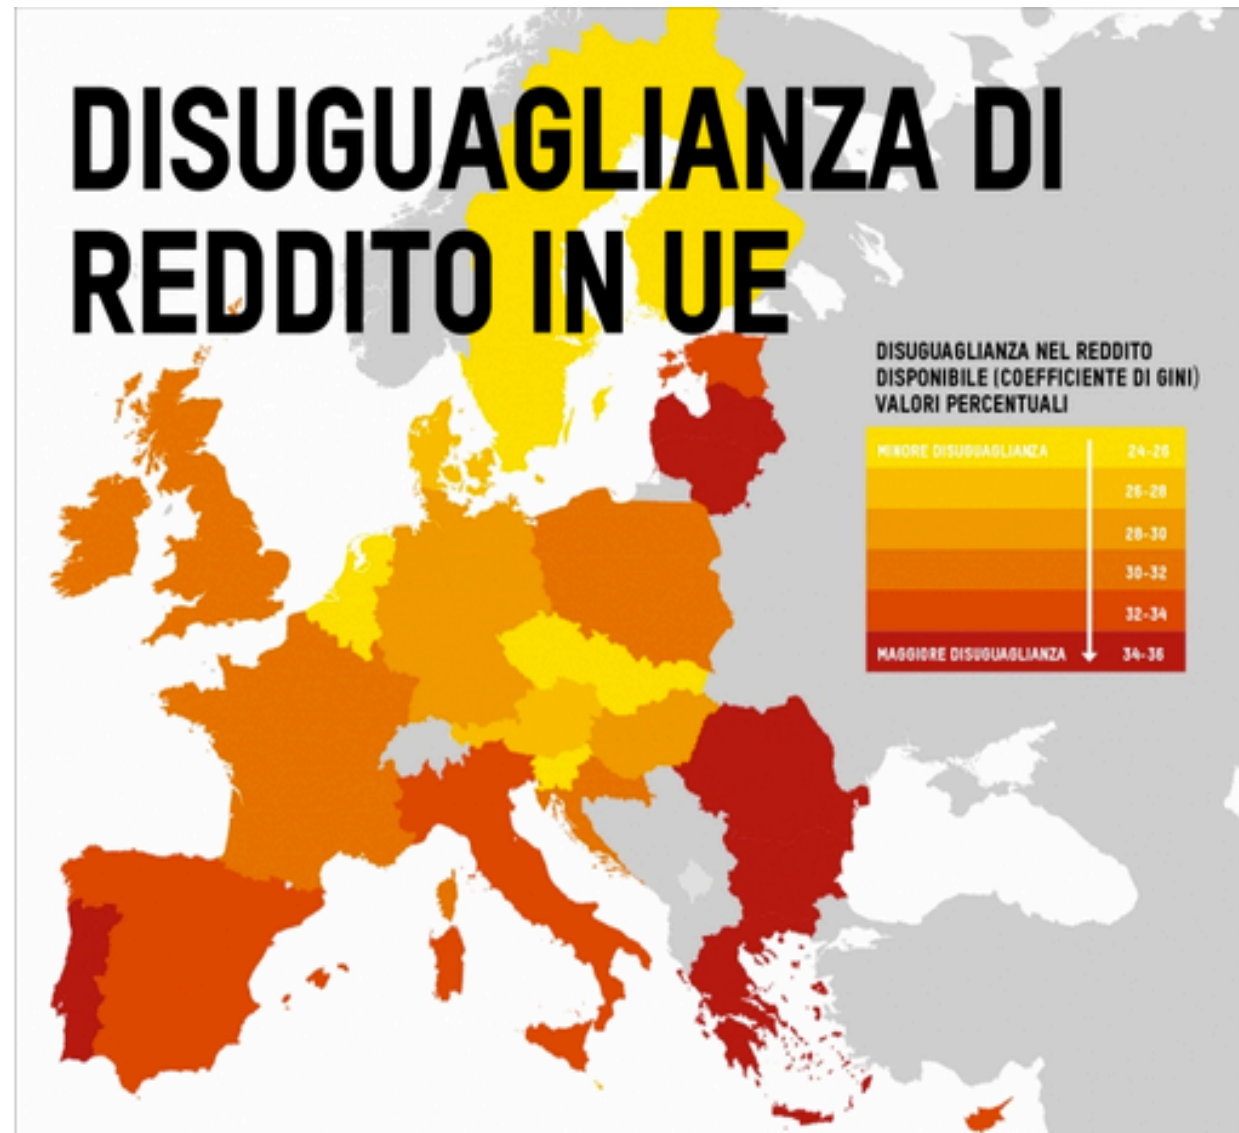 DISUGUAGLIANZA DI
REDDITO IN UE
DISUGUAGLIANZA NEL REDDITO
DISPONIBILE (COEFFICIENTE DI GINI)
VALORI PERCENTUALI
MINORE DISUGUAGLIANZA 24-26
26-28
28-30
30-32
32-34
MAGGIORE DISUGUAGLIANZA 34-36